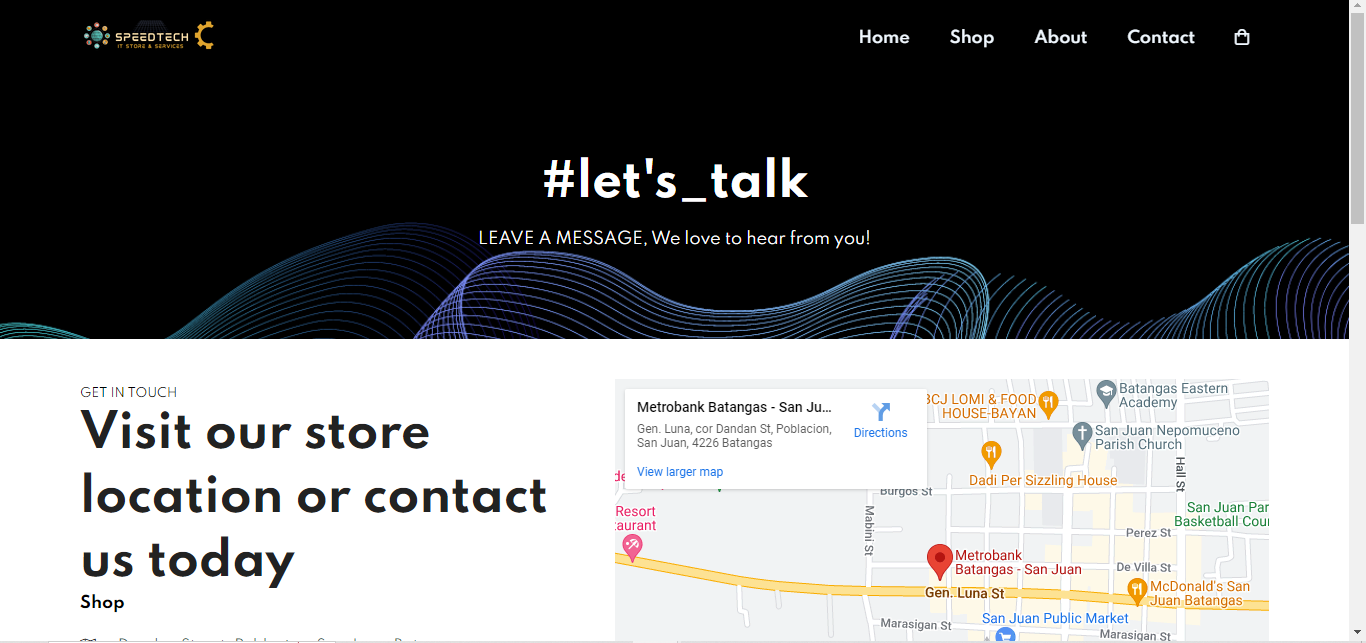 SPEEDTECH
IT STORE & SERVICES
Home
Shop
About
Contact
#let's_talk
LEAVE A MESSAGE, We love to hear from you!
GET IN TOUCH
Visit our store
location or contact
us today
Shop
Metrobank Batangas - San Ju...
Gen. Luna, cor Dandan St, Poblacion,
San Juan, 4226 Batangas
Directions
View larger map
BCJ LOMI & FOOD
HOUSE-BAYAN
Batangas Eastern
Academy
San Juan Nepomuceno
Parish Church
Dadi Per Sizzling House
Hall St
Burgos St
Resort
Mabini St
San Juan
Basketball
Perez St
Metrobank
Batangas - San Juan
De Villa St
Gen. Luna St
McDonald's San
Juan Batangas
San Juan Public Market
Marasigan St
Marasigan St